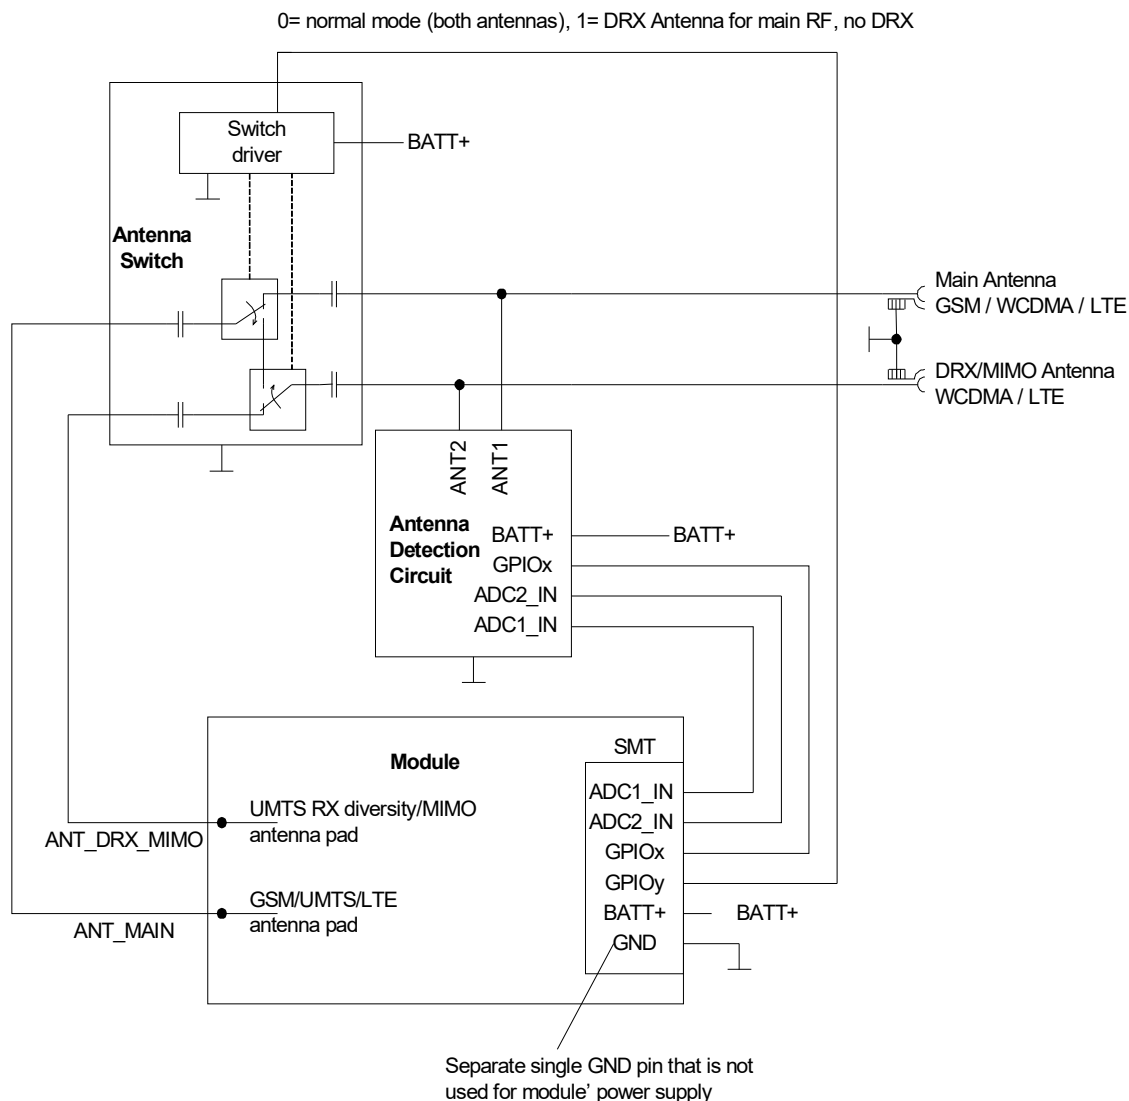 0= normal mode (both antennas), 1= DRX Antenna for main RF, no DRX
Switch
driver
BATT+
Antenna
Switch
Main Antenna
GSM / WCDMA / LTE
DRX/MIMO Antenna
WCDMA / LTE
ANT2
ANT1
Antenna
Detection
Circuit
BATT+
GPIOx
ADC2_IN
ADC1_IN
BATT+
Module
SMT
ADC1_IN
ADC2_IN
GPIOx
GPIOy
BATT+
GND
BATT+
UMTS RX diversity/MIMO
antenna pad
ANT_DRX_MIMO
GSM/UMTS/LTE
antenna pad
ANT_MAIN
Separate single GND pin that is not
used for module’ power supply